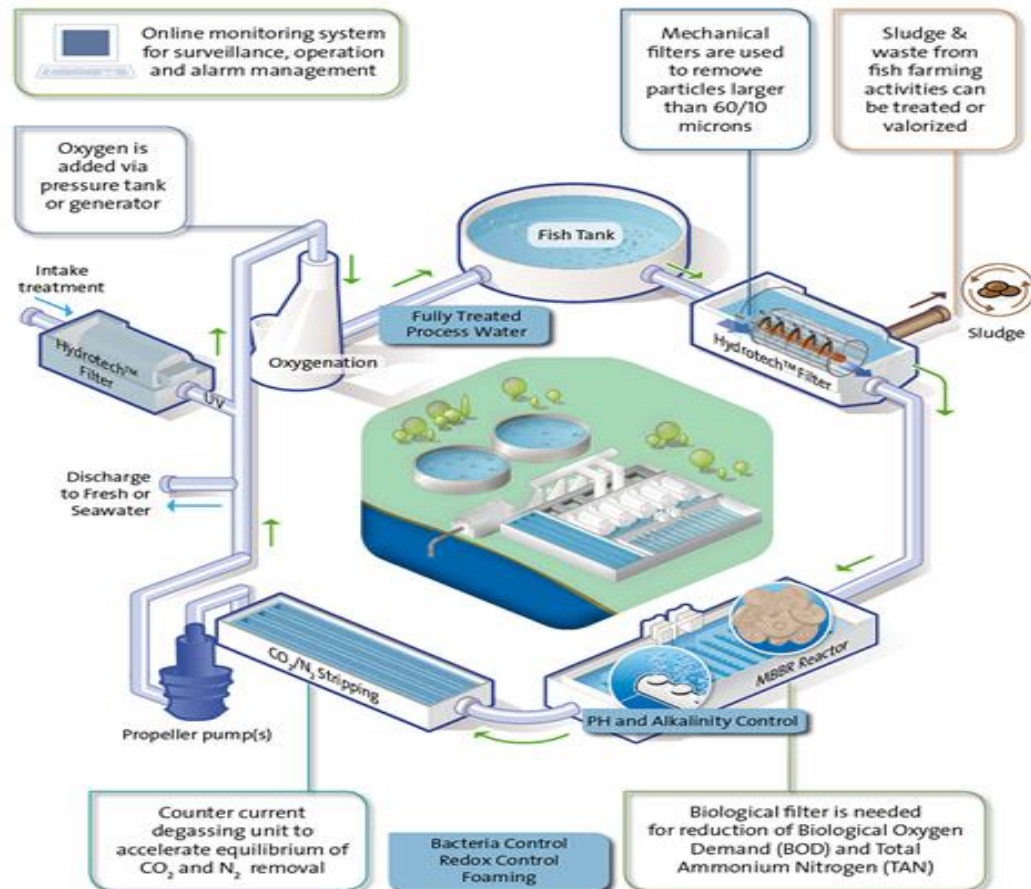 Online monitoring system
for surveillance, operation
and alarm management
Mechanical
filters are used
to remove
particles larger
than 60/10
microns
Sludge &
waste from
fish farming
activities can
be treated or
valorized
Oxygen is
added via
pressure tank
or generator
Fish Tank
Intake
treatment
Fully Treated
Process Water
Hydrotech™
Filter
UV
Oxygenation
Hydrotech™ Filter
Sludge
Discharge
to Fresh or
Seawater
CO₂/N₂ Stripping
MBBR Reactor
PH and Alkalinity Control
Propeller pump(s)
Counter current
degassing unit to
accelerate equilibrium of
CO₂ and N₂ removal
Bacteria Control
Redox Control
Foaming
Biological filter is needed
for reduction of Biological Oxygen
Demand (BOD) and Total
Ammonium Nitrogen (TAN)